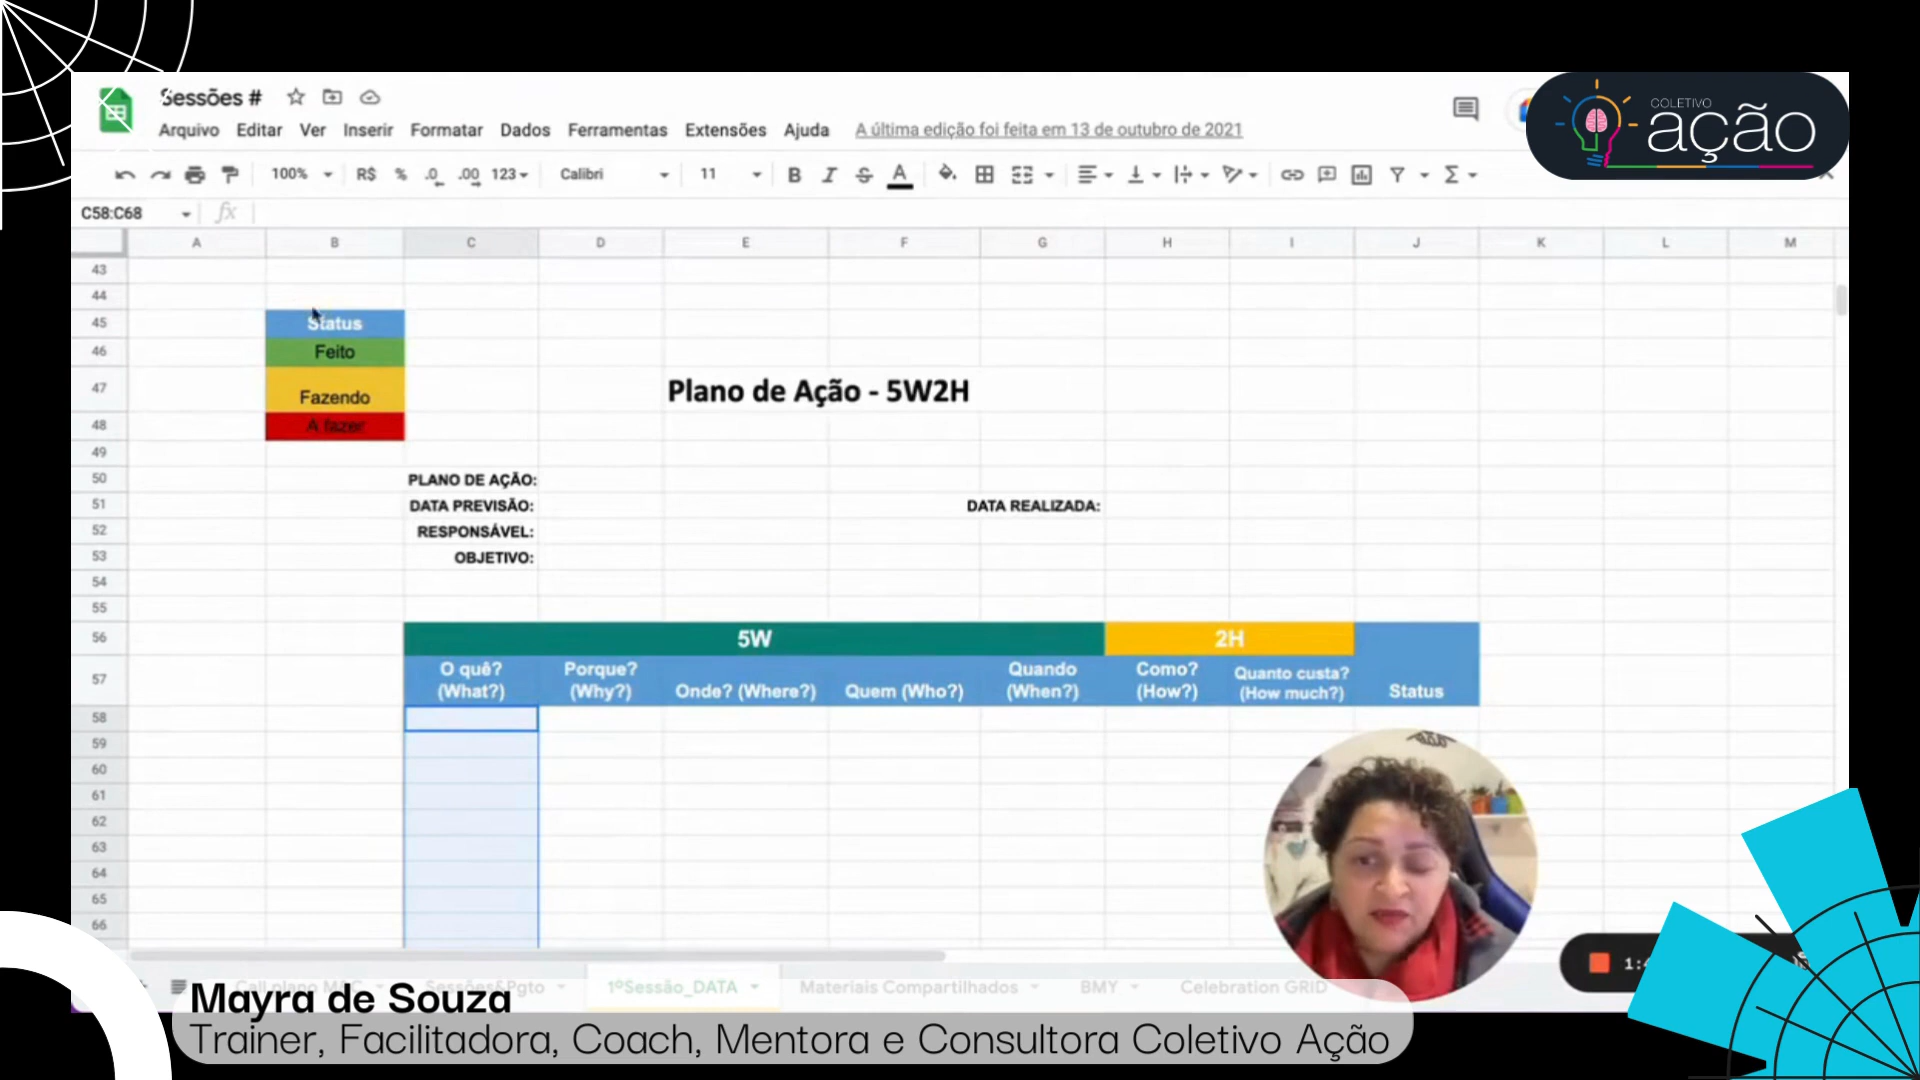 Sessões #
COLETIVO
ação
Arquivo Editar Ver Inserir Formatar Dados Ferramentas Extensões Ajuda A última edição foi feita em 13 de outubro de 2021
100% R$ % .0 .00 123 Calibri 11 B I S A Σ
C58:C68 fx
A B C D E F G H I J K L M
43
44
45 Status
46 Feito
47 Fazendo Plano de Ação - 5W2H
48 A fazer
49
50 PLANO DE AÇÃO:
51 DATA PREVISÃO: DATA REALIZADA:
52 RESPONSÁVEL:
53 OBJETIVO:
54
55
56 5W 2H
57 O quê? (What?) Porque? (Why?) Onde? (Where?) Quem (Who?) Quando (When?) Como? (How?) Quanto custa? (How much?) Status
58
59
60
61
62
63
64
65
66
Call plano Sessões&Pgto 1ºSessão_DATA Materiais Compartilhados BMY Celebration GRID
Mayra de Souza
Trainer, Facilitadora, Coach, Mentora e Consultora Coletivo Ação